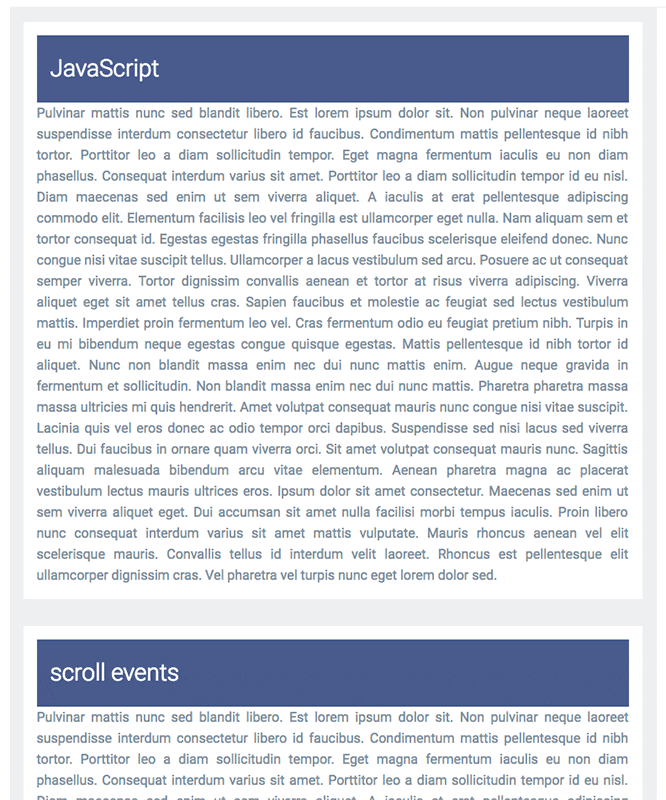 JavaScript
Pulvinar mattis nunc sed blandit libero. Est lorem ipsum dolor sit. Non pulvinar neque laoreet
suspendisse interdum consectetur libero id faucibus. Condimentum mattis pellentesque id nibh
tortor. Porttitor leo a diam sollicitudin tempor. Eget magna fermentum iaculis eu non diam
phasellus. Consequat interdum varius sit amet. Porttitor leo a diam sollicitudin tempor id eu nisl.
Diam maecenas sed enim ut sem viverra aliquet. A iaculis at erat pellentesque adipiscing
commodo elit. Elementum facilisis leo vel fringilla est ullamcorper eget nulla. Nam aliquam sem et
tortor consequat id. Egestas egestas fringilla phasellus faucibus scelerisque eleifend donec. Nunc
congue nisi vitae suscipit tellus. Ullamcorper a lacus vestibulum sed arcu. Posuere ac ut consequat
semper viverra. Tortor dignissim convallis aenean et tortor at risus viverra adipiscing. Viverra
aliquet eget sit amet tellus cras. Sapien faucibus et molestie ac feugiat sed lectus vestibulum
mattis. Imperdiet proin fermentum leo vel. Cras fermentum odio eu feugiat pretium nibh. Turpis in
eu mi bibendum neque egestas congue quisque egestas. Mattis pellentesque id nibh tortor id
aliquet. Nunc non blandit massa enim nec dui nunc mattis enim. Augue neque gravida in
fermentum et sollicitudin. Non blandit massa enim nec dui nunc mattis. Pharetra pharetra massa
massa ultricies mi quis hendrerit. Amet volutpat consequat mauris nunc congue nisi vitae suscipit.
Lacinia quis vel eros donec ac odio tempor orci dapibus. Suspendisse sed nisi lacus sed viverra
tellus. Dui faucibus in ornare quam viverra orci. Sit amet volutpat consequat mauris nunc. Sagittis
aliquam malesuada bibendum arcu vitae elementum. Aenean pharetra magna ac placerat
vestibulum lectus mauris ultrices eros. Ipsum dolor sit amet consectetur. Maecenas sed enim ut
sem viverra aliquet eget. Dui accumsan sit amet nulla facilisi morbi tempus iaculis. Proin libero
nunc consequat interdum varius sit amet mattis vulputate. Mauris rhoncus aenean vel elit
scelerisque mauris. Convallis tellus id interdum velit laoreet. Rhoncus est pellentesque elit
ullamcorper dignissim cras. Vel pharetra vel turpis nunc eget lorem dolor sed.
scroll events
Pulvinar mattis nunc sed blandit libero. Est lorem ipsum dolor sit. Non pulvinar neque laoreet
suspendisse interdum consectetur libero id faucibus. Condimentum mattis pellentesque id nibh
tortor. Porttitor leo a diam sollicitudin tempor. Eget magna fermentum iaculis eu non diam
phasellus. Consequat interdum varius sit amet. Porttitor leo a diam sollicitudin tempor id eu nisl.